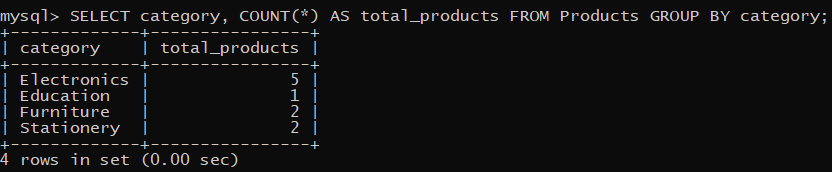 mysql> SELECT category, COUNT(*) AS total_products FROM Products GROUP BY category;
+-------------+----------------+
| category    | total_products |
+-------------+----------------+
| Electronics |              5 |
| Education   |              1 |
| Furniture   |              2 |
| Stationery  |              2 |
+-------------+----------------+
4 rows in set (0.00 sec)